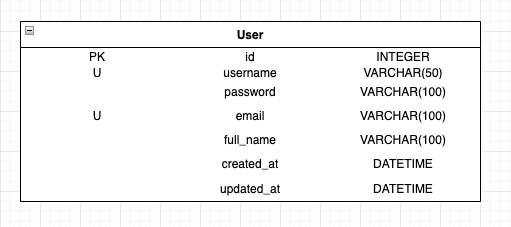 User
PK id INTEGER
U username VARCHAR(50)
password VARCHAR(100)
U email VARCHAR(100)
full_name VARCHAR(100)
created_at DATETIME
updated_at DATETIME